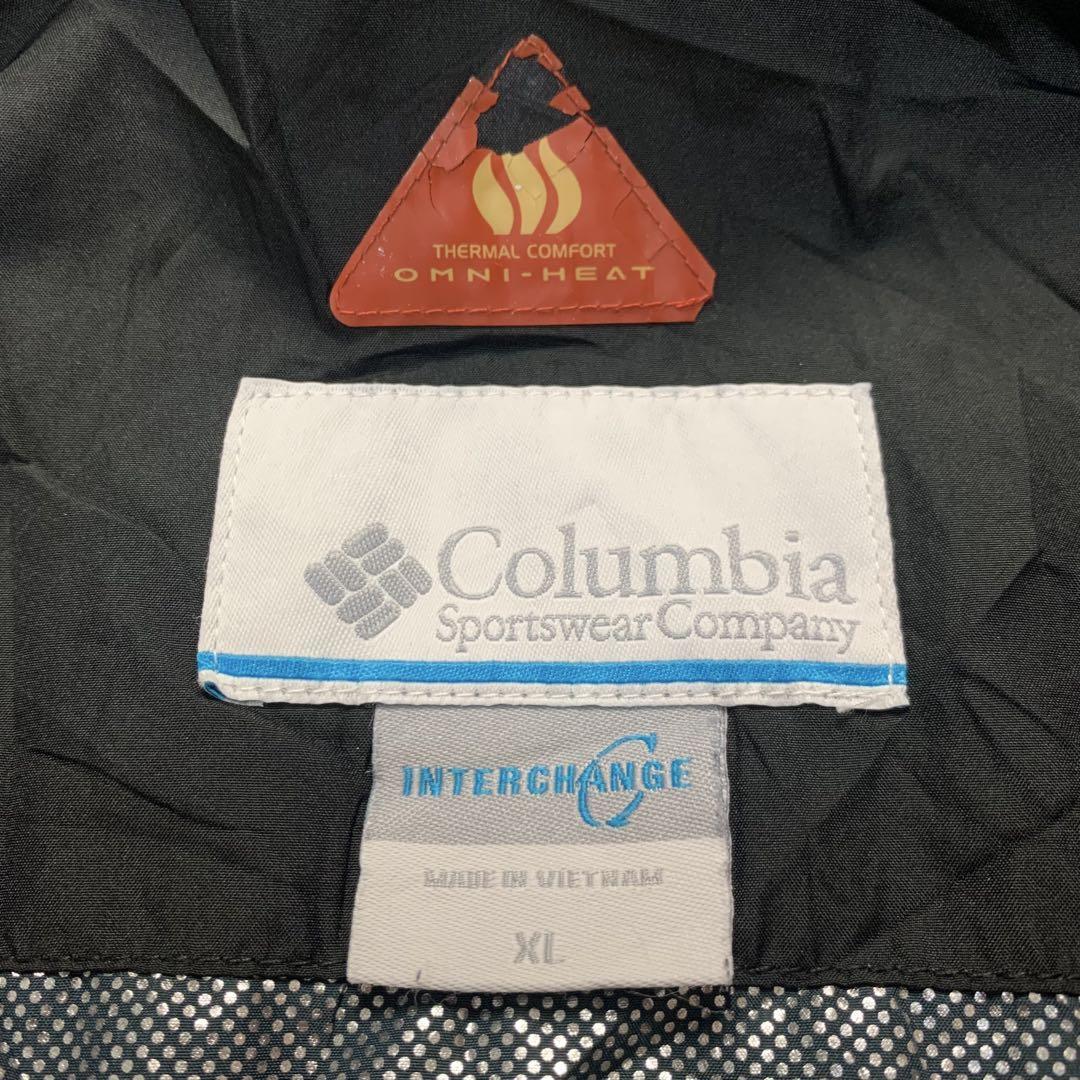 THERMAL COMFORT
OMNI-HEAT
Columbia
Sportswear Company
INTERCHANGE
MADE IN VIETNAM
XL